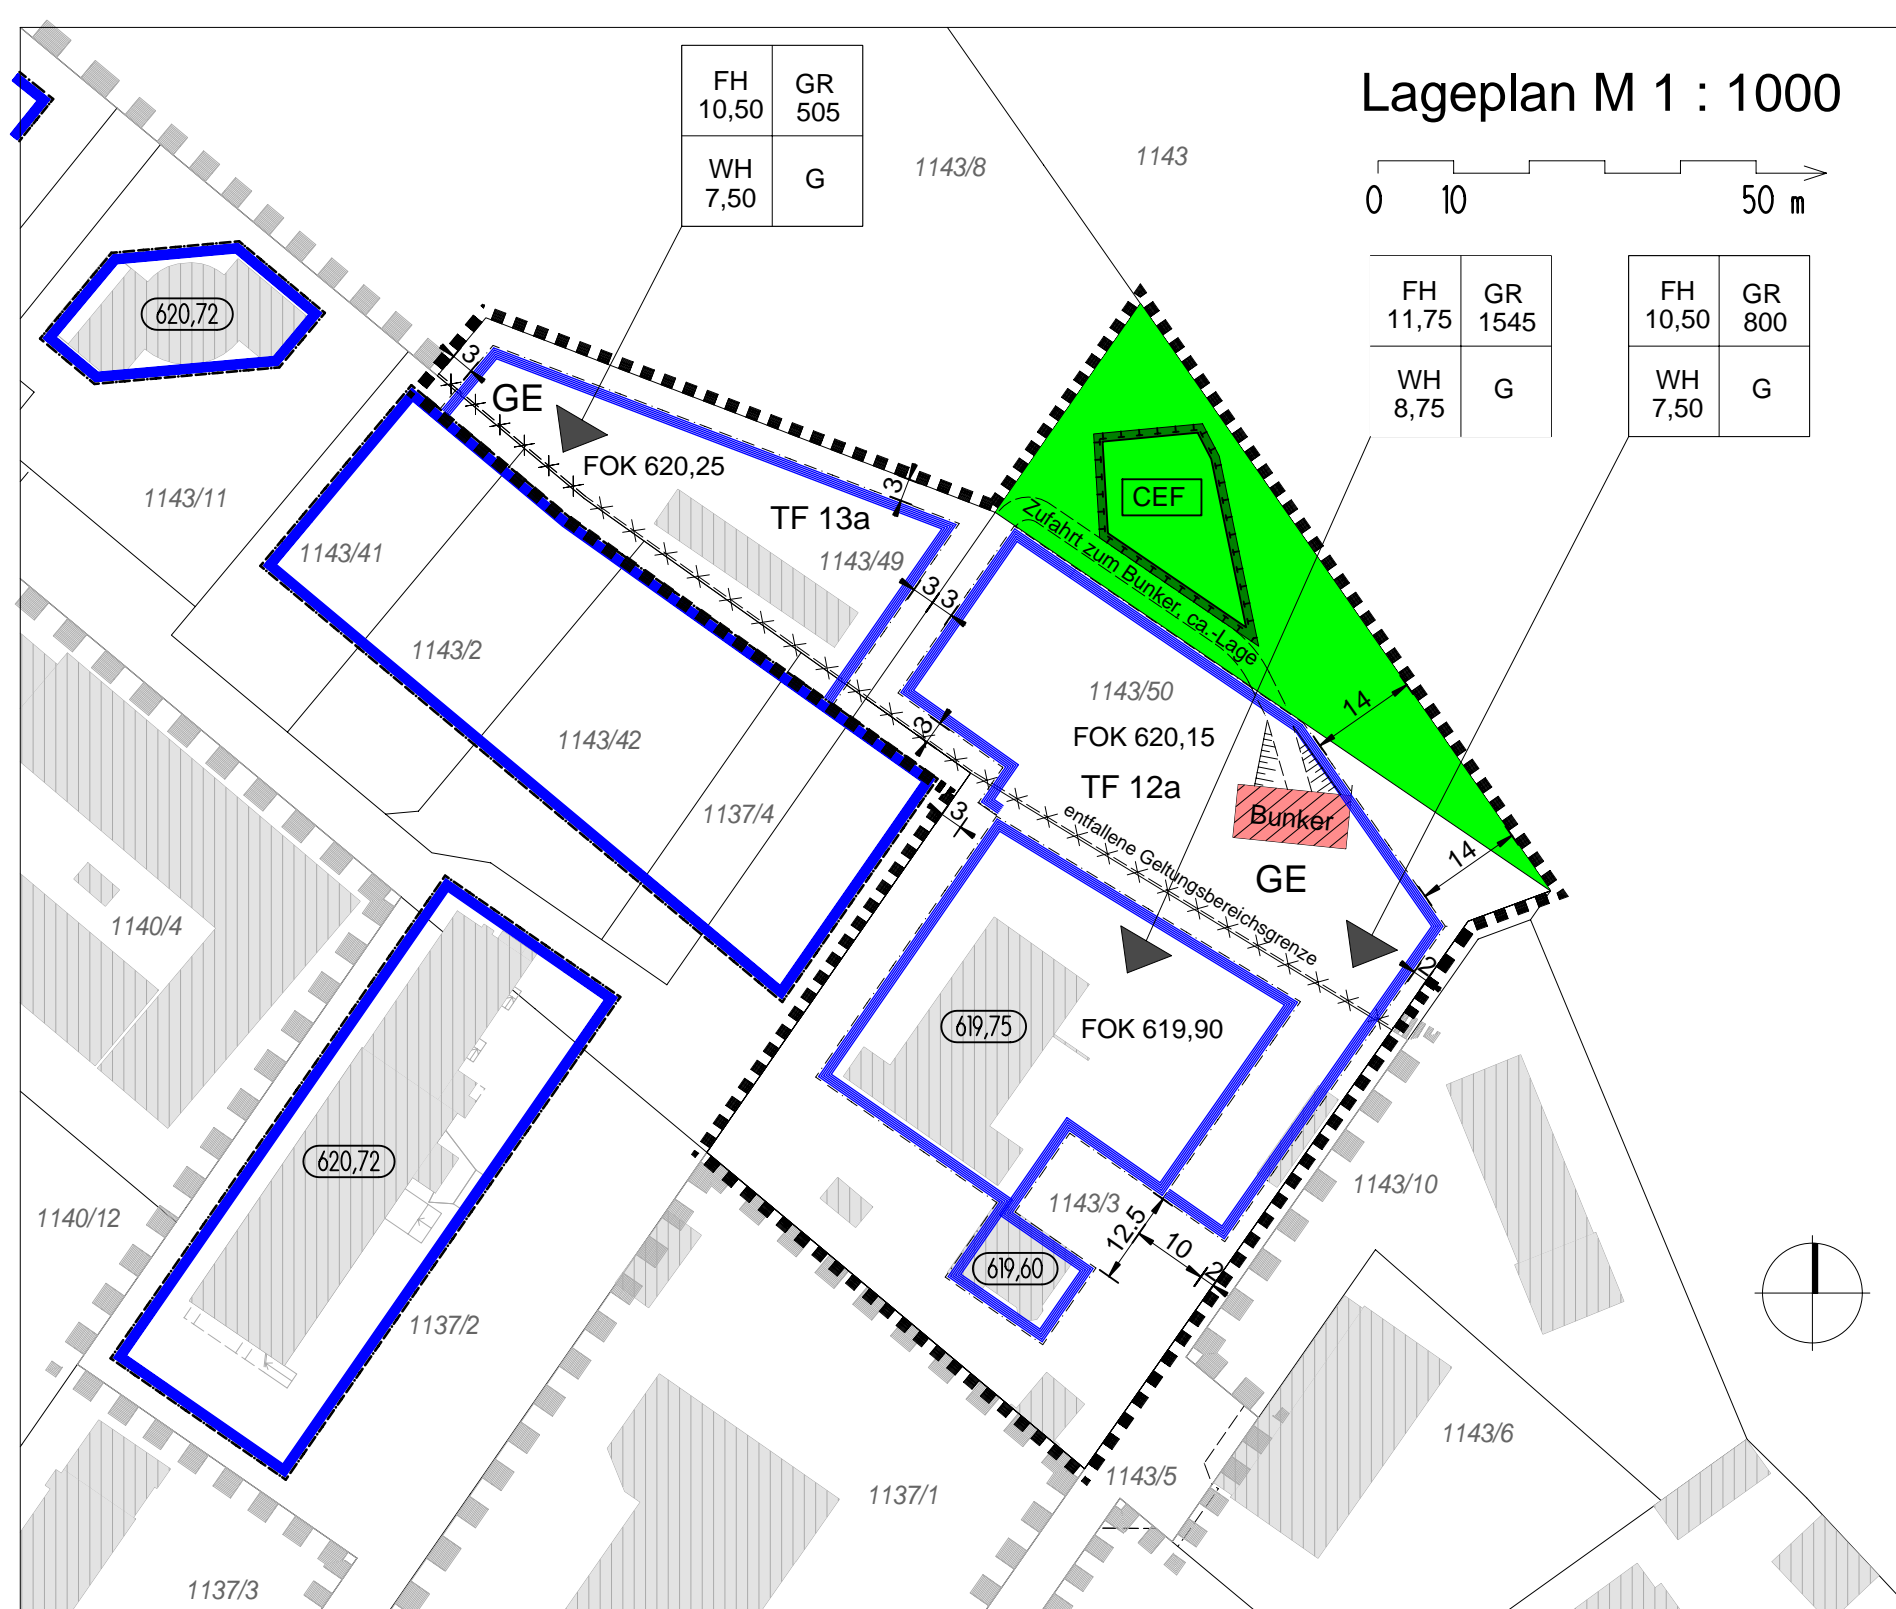 Lageplan M 1 : 1000
0 10 50 m
FH 10,50 GR 505
WH 7,50 G
FH 11,75 GR 1545
WH 8,75 G
FH 10,50 GR 800
WH 7,50 G
1143/8
1143
620,72
3
GE
FOK 620,25
TF 13a
3
1143/49
CEF
Zufahrt zum Bunker, ca.-Lage
1143/11
1143/41
1143/2
1143/42
1137/4
3
3
3
3
1143/50
FOK 620,15
TF 12a
14
14
Bunker
GE
entfallene Geltungsbereichsgrenze
2
1140/4
619,75
FOK 619,90
620,72
1140/12
1143/3
12.5
10
2
619,60
1143/10
1137/2
1143/6
1143/5
1137/1
1137/3